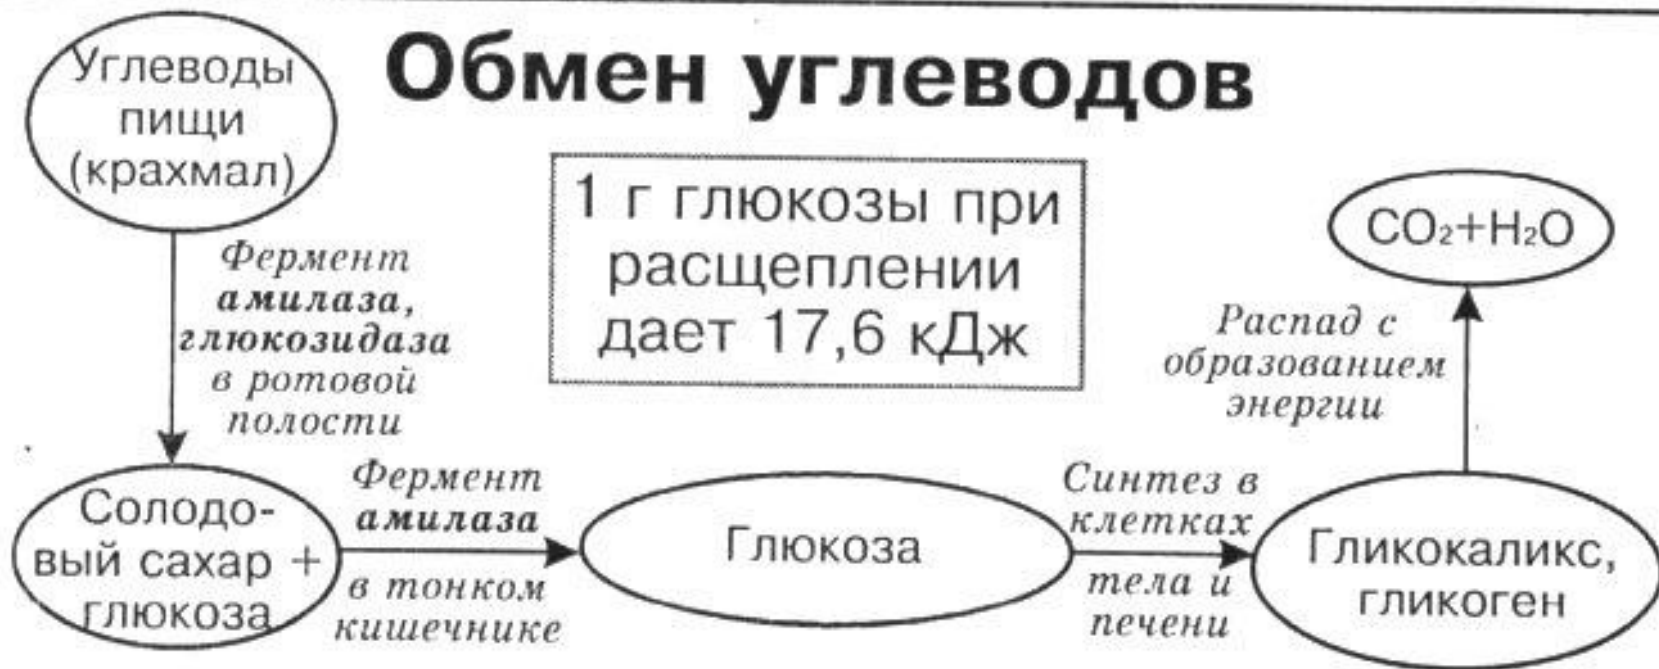 Обмен углеводов
Углеводы
пищи
(крахмал)
1 г глюкозы при
расщеплении
дает 17,6 кДж
CO₂+H₂O
Фермент
амилаза,
глюкозидаза
в ротовой
полости
Распад с
образованием
энергии
Солодо-
вый сахар +
глюкоза
Фермент
амилаза
в тонком
кишечнике
Глюкоза
Синтез в
клетках
тела и
печени
Гликокаликс,
гликоген